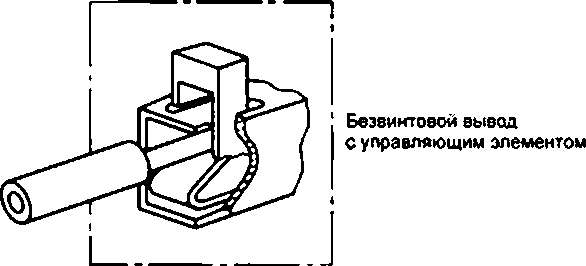 Безвинтовой вывод
с управляющим элементом